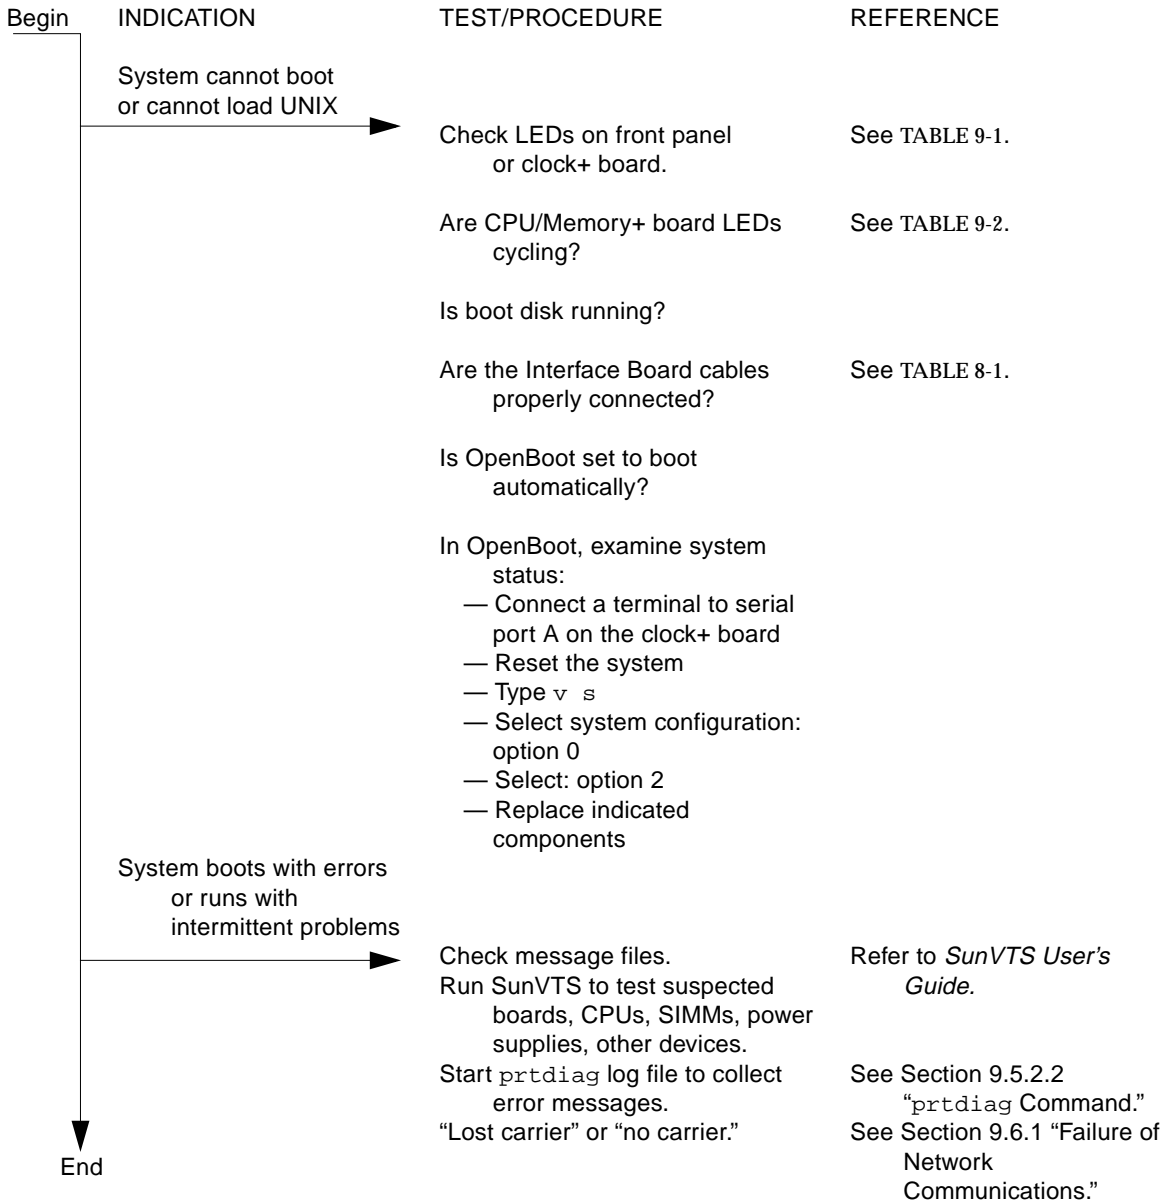 Begin INDICATION TEST/PROCEDURE REFERENCE
System cannot boot
or cannot load UNIX
Check LEDs on front panel See TABLE 9-1.
or clock+ board.
Are CPU/Memory+ board LEDs See TABLE 9-2.
cycling?
Is boot disk running?
Are the Interface Board cables See TABLE 8-1.
properly connected?
Is OpenBoot set to boot
automatically?
In OpenBoot, examine system
status:
— Connect a terminal to serial
port A on the clock+ board
— Reset the system
— Type v s
— Select system configuration:
option 0
— Select: option 2
— Replace indicated
components
System boots with errors
or runs with
intermittent problems
Check message files. Refer to SunVTS User's
Run SunVTS to test suspected Guide.
boards, CPUs, SIMMs, power
supplies, other devices.
Start prtdiag log file to collect See Section 9.5.2.2
error messages. “prtdiag Command.”
“Lost carrier” or “no carrier.” See Section 9.6.1 “Failure of
End Network
Communications.”